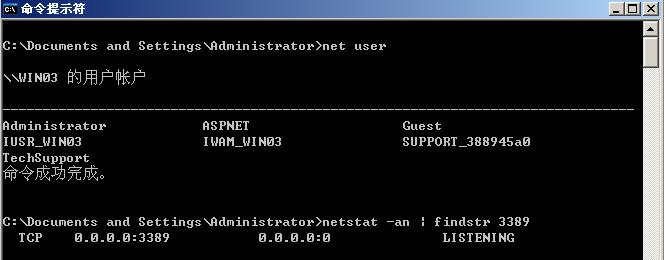 命令提示符
C:\Documents and Settings\Administrator>net user
\\WIN03 的用户帐户
-------------------------------------------------------------------------------
Administrator ASPNET Guest
IUSR_WIN03 IWAM_WIN03 SUPPORT_388945a0
TechSupport
命令成功完成。
C:\Documents and Settings\Administrator>netstat -an | findstr 3389
TCP 0.0.0.0:3389 0.0.0.0:0 LISTENING